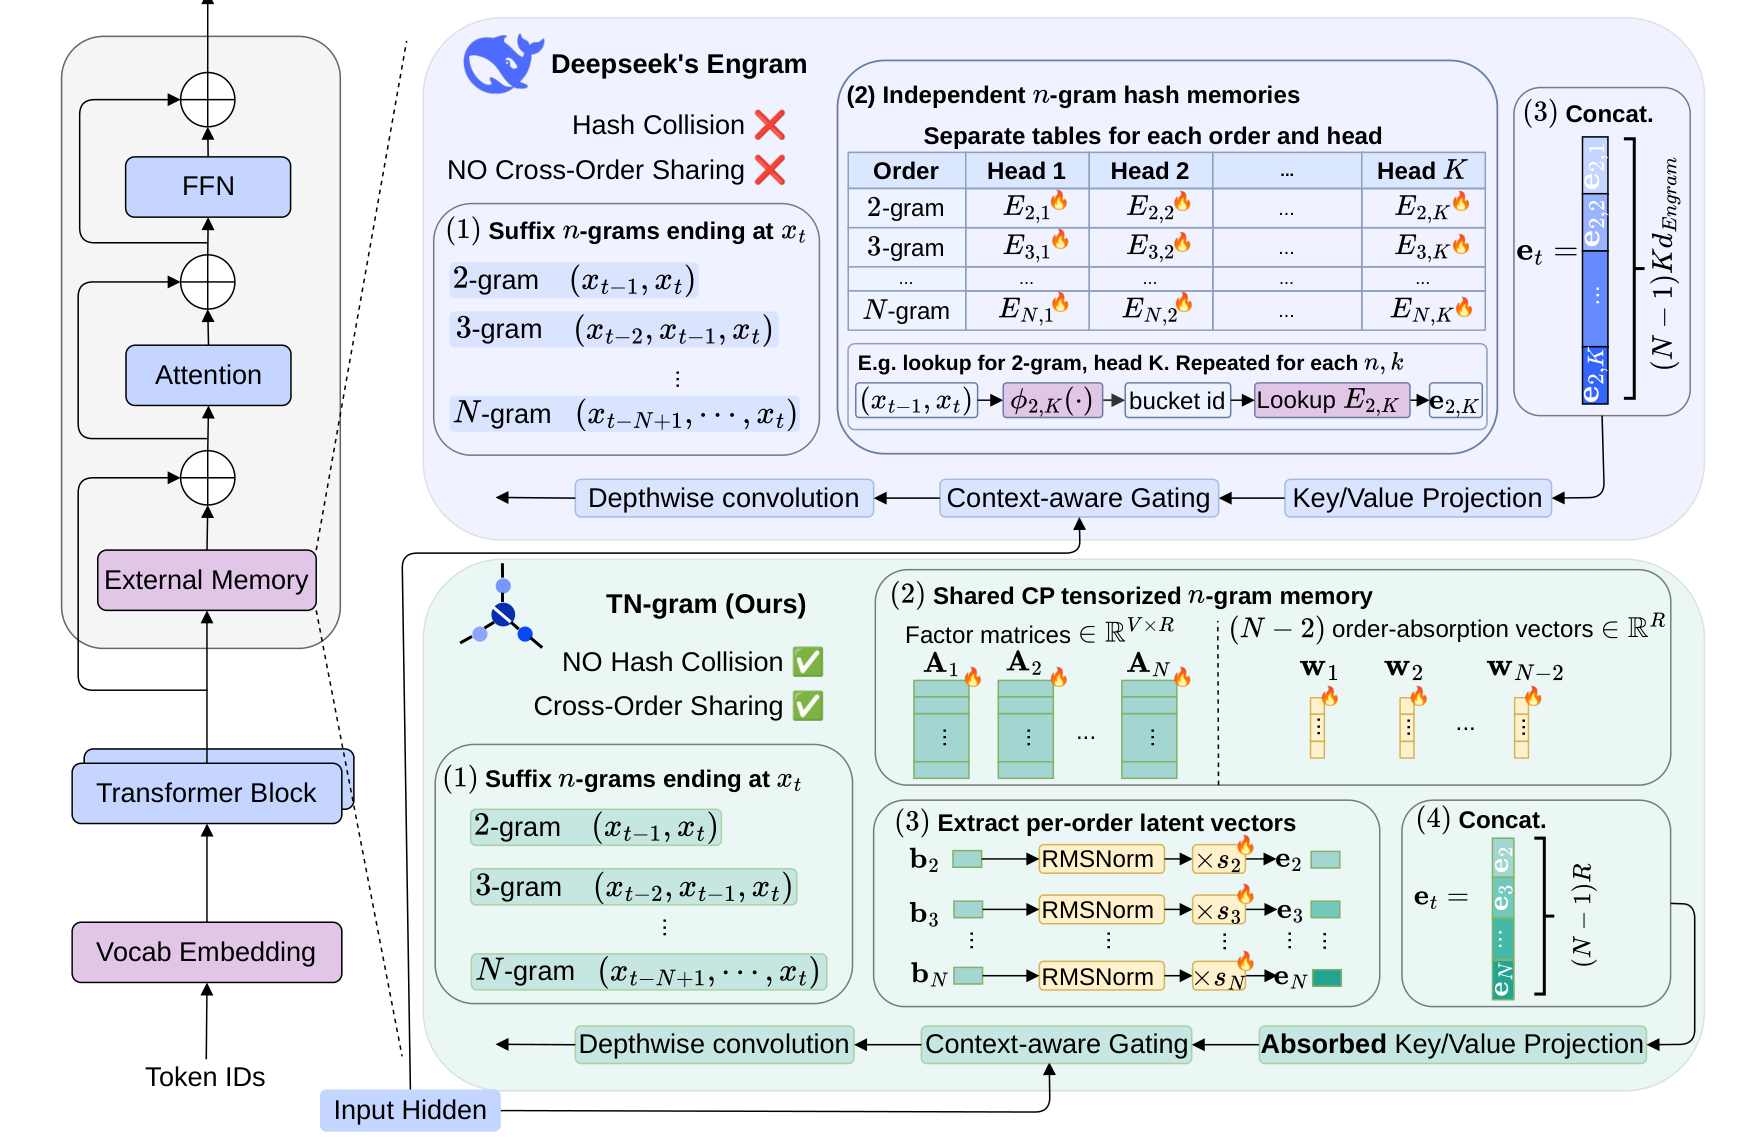 FFN
Attention
External Memory
Transformer Block
Vocab Embedding
Token IDs
Input Hidden
Deepseek's Engram
Hash Collision ❌
NO Cross-Order Sharing ❌
(1) Suffix n-grams ending at x_t
2-gram (x_{t−1}, x_t)
3-gram (x_{t−2}, x_{t−1}, x_t)
⋮
N-gram (x_{t−N+1}, ⋯, x_t)
(2) Independent n-gram hash memories
Separate tables for each order and head
Order Head 1 Head 2 ... Head K
2-gram E_{2,1} E_{2,2} ... E_{2,K}
3-gram E_{3,1} E_{3,2} ... E_{3,K}
... ... ... ... ...
N-gram E_{N,1} E_{N,2} ... E_{N,K}
E.g. lookup for 2-gram, head K. Repeated for each n, k
(x_{t−1}, x_t) ϕ_{2,K}(·) bucket id Lookup E_{2,K} e_{2,K}
(3) Concat.
e_t =
e_{2,1}
e_{2,2}
...
e_{2,K}
(N − 1)Kd_{Engram}
Depthwise convolution Context-aware Gating Key/Value Projection
TN-gram (Ours)
NO Hash Collision ✅
Cross-Order Sharing ✅
(1) Suffix n-grams ending at x_t
2-gram (x_{t−1}, x_t)
3-gram (x_{t−2}, x_{t−1}, x_t)
⋮
N-gram (x_{t−N+1}, ⋯, x_t)
(2) Shared CP tensorized n-gram memory
Factor matrices ∈ ℝ^{V×R}
A_1 A_2 ... A_N
⋮ ⋮ ⋮
(N − 2) order-absorption vectors ∈ ℝ^R
w_1 w_2 ... w_{N−2}
⋮ ⋮ ⋮
(3) Extract per-order latent vectors
b_2 RMSNorm ×s_2 e_2
b_3 RMSNorm ×s_3 e_3
⋮ ⋮ ⋮ ⋮ ⋮
b_N RMSNorm ×s_N e_N
(4) Concat.
e_t =
e_2
e_3
...
e_N
(N − 1)R
Depthwise convolution Context-aware Gating Absorbed Key/Value Projection